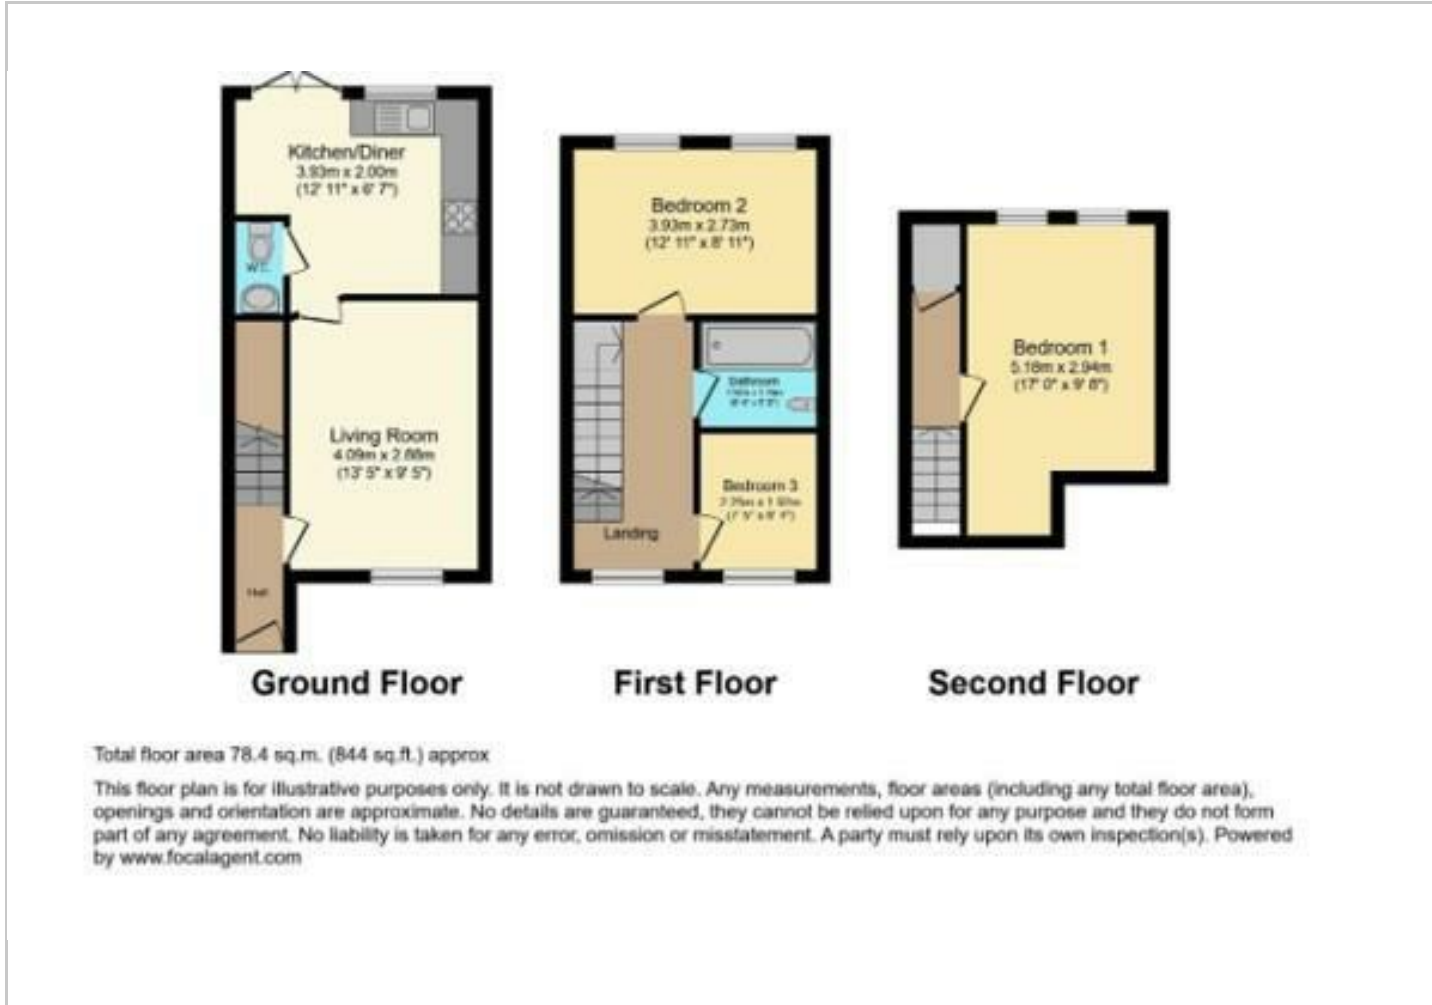 Kitchen/Diner
3.93m x 2.00m
(12' 11" x 6' 7")
W.C.
Living Room
4.09m x 2.88m
(13' 5" x 9' 5")
Hall
Ground Floor
Bedroom 2
3.93m x 2.73m
(12' 11" x 8' 11")
Bathroom
Bedroom 3
Landing
First Floor
Bedroom 1
5.18m x 2.94m
(17' 0" x 9' 8")
Second Floor
Total floor area 78.4 sq.m. (844 sq.ft.) approx
This floor plan is for illustrative purposes only. It is not drawn to scale. Any measurements, floor areas (including any total floor area),
openings and orientation are approximate. No details are guaranteed, they cannot be relied upon for any purpose and they do not form
part of any agreement. No liability is taken for any error, omission or misstatement. A party must rely upon its own inspection(s). Powered
by www.focalagent.com